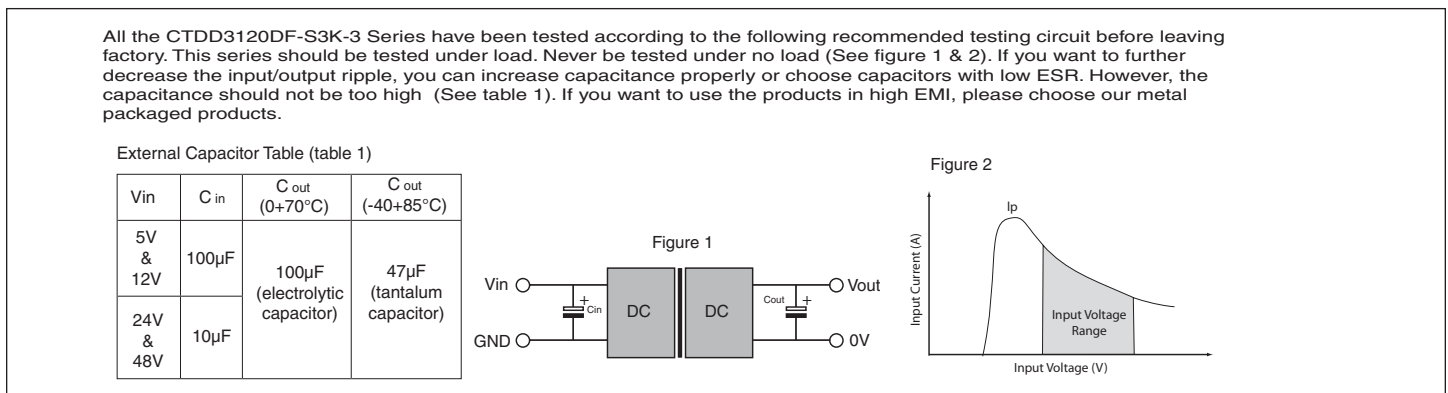 All the CTDD3120DF-S3K-3 Series have been tested according to the following recommended testing circuit before leaving
factory. This series should be tested under load. Never be tested under no load (See figure 1 & 2). If you want to further
decrease the input/output ripple, you can increase capacitance properly or choose capacitors with low ESR. However, the
capacitance should not be too high (See table 1). If you want to use the products in high EMI, please choose our metal
packaged products.
External Capacitor Table (table 1)
Vin
C in
C out
(0+70°C)
C out
(-40+85°C)
5V
&
12V
100μF
24V
&
48V
10μF
100μF
(electrolytic
capacitor)
47μF
(tantalum
capacitor)
Figure 1
Vin
GND
+
Cin
DC
DC
Cout
+
Vout
0V
Figure 2
Input Current (A)
Ip
Input Voltage
Range
Input Voltage (V)